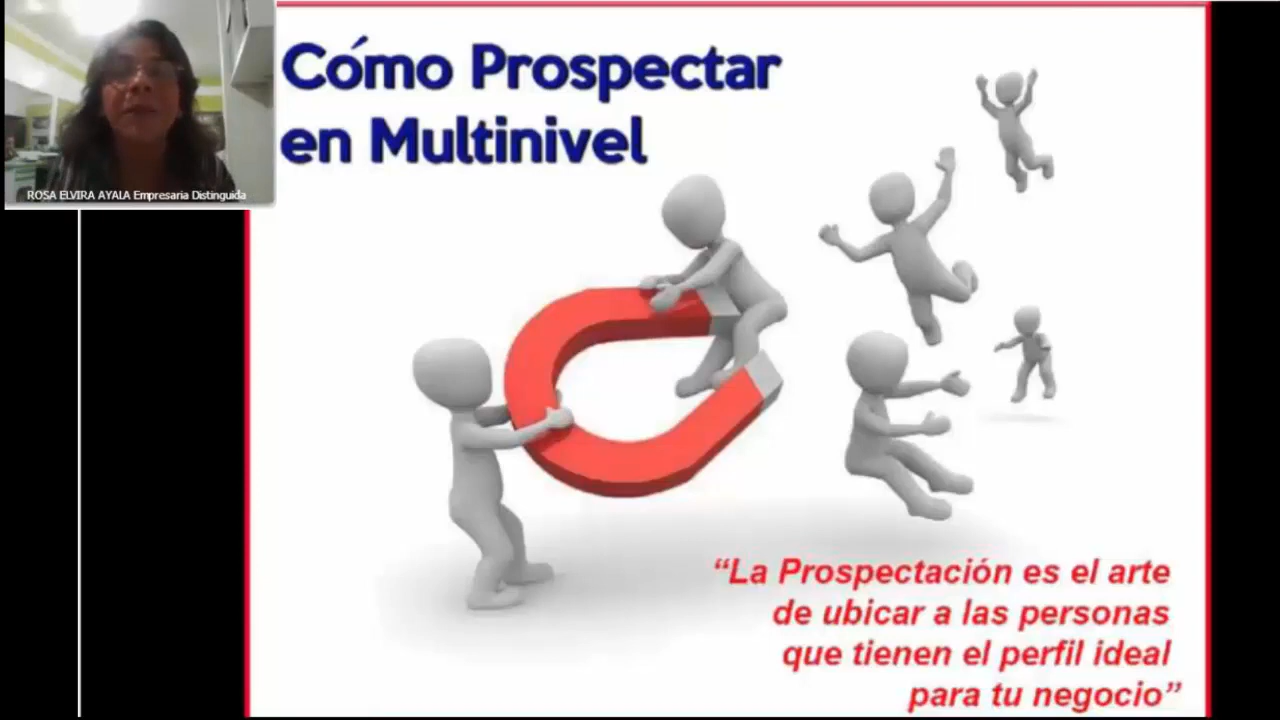 Cómo Prospectar
en Multinivel
ROSA ELVIRA AYALA Empresaria Distinguida
“La Prospectación es el arte
de ubicar a las personas
que tienen el perfil ideal
para tu negocio”